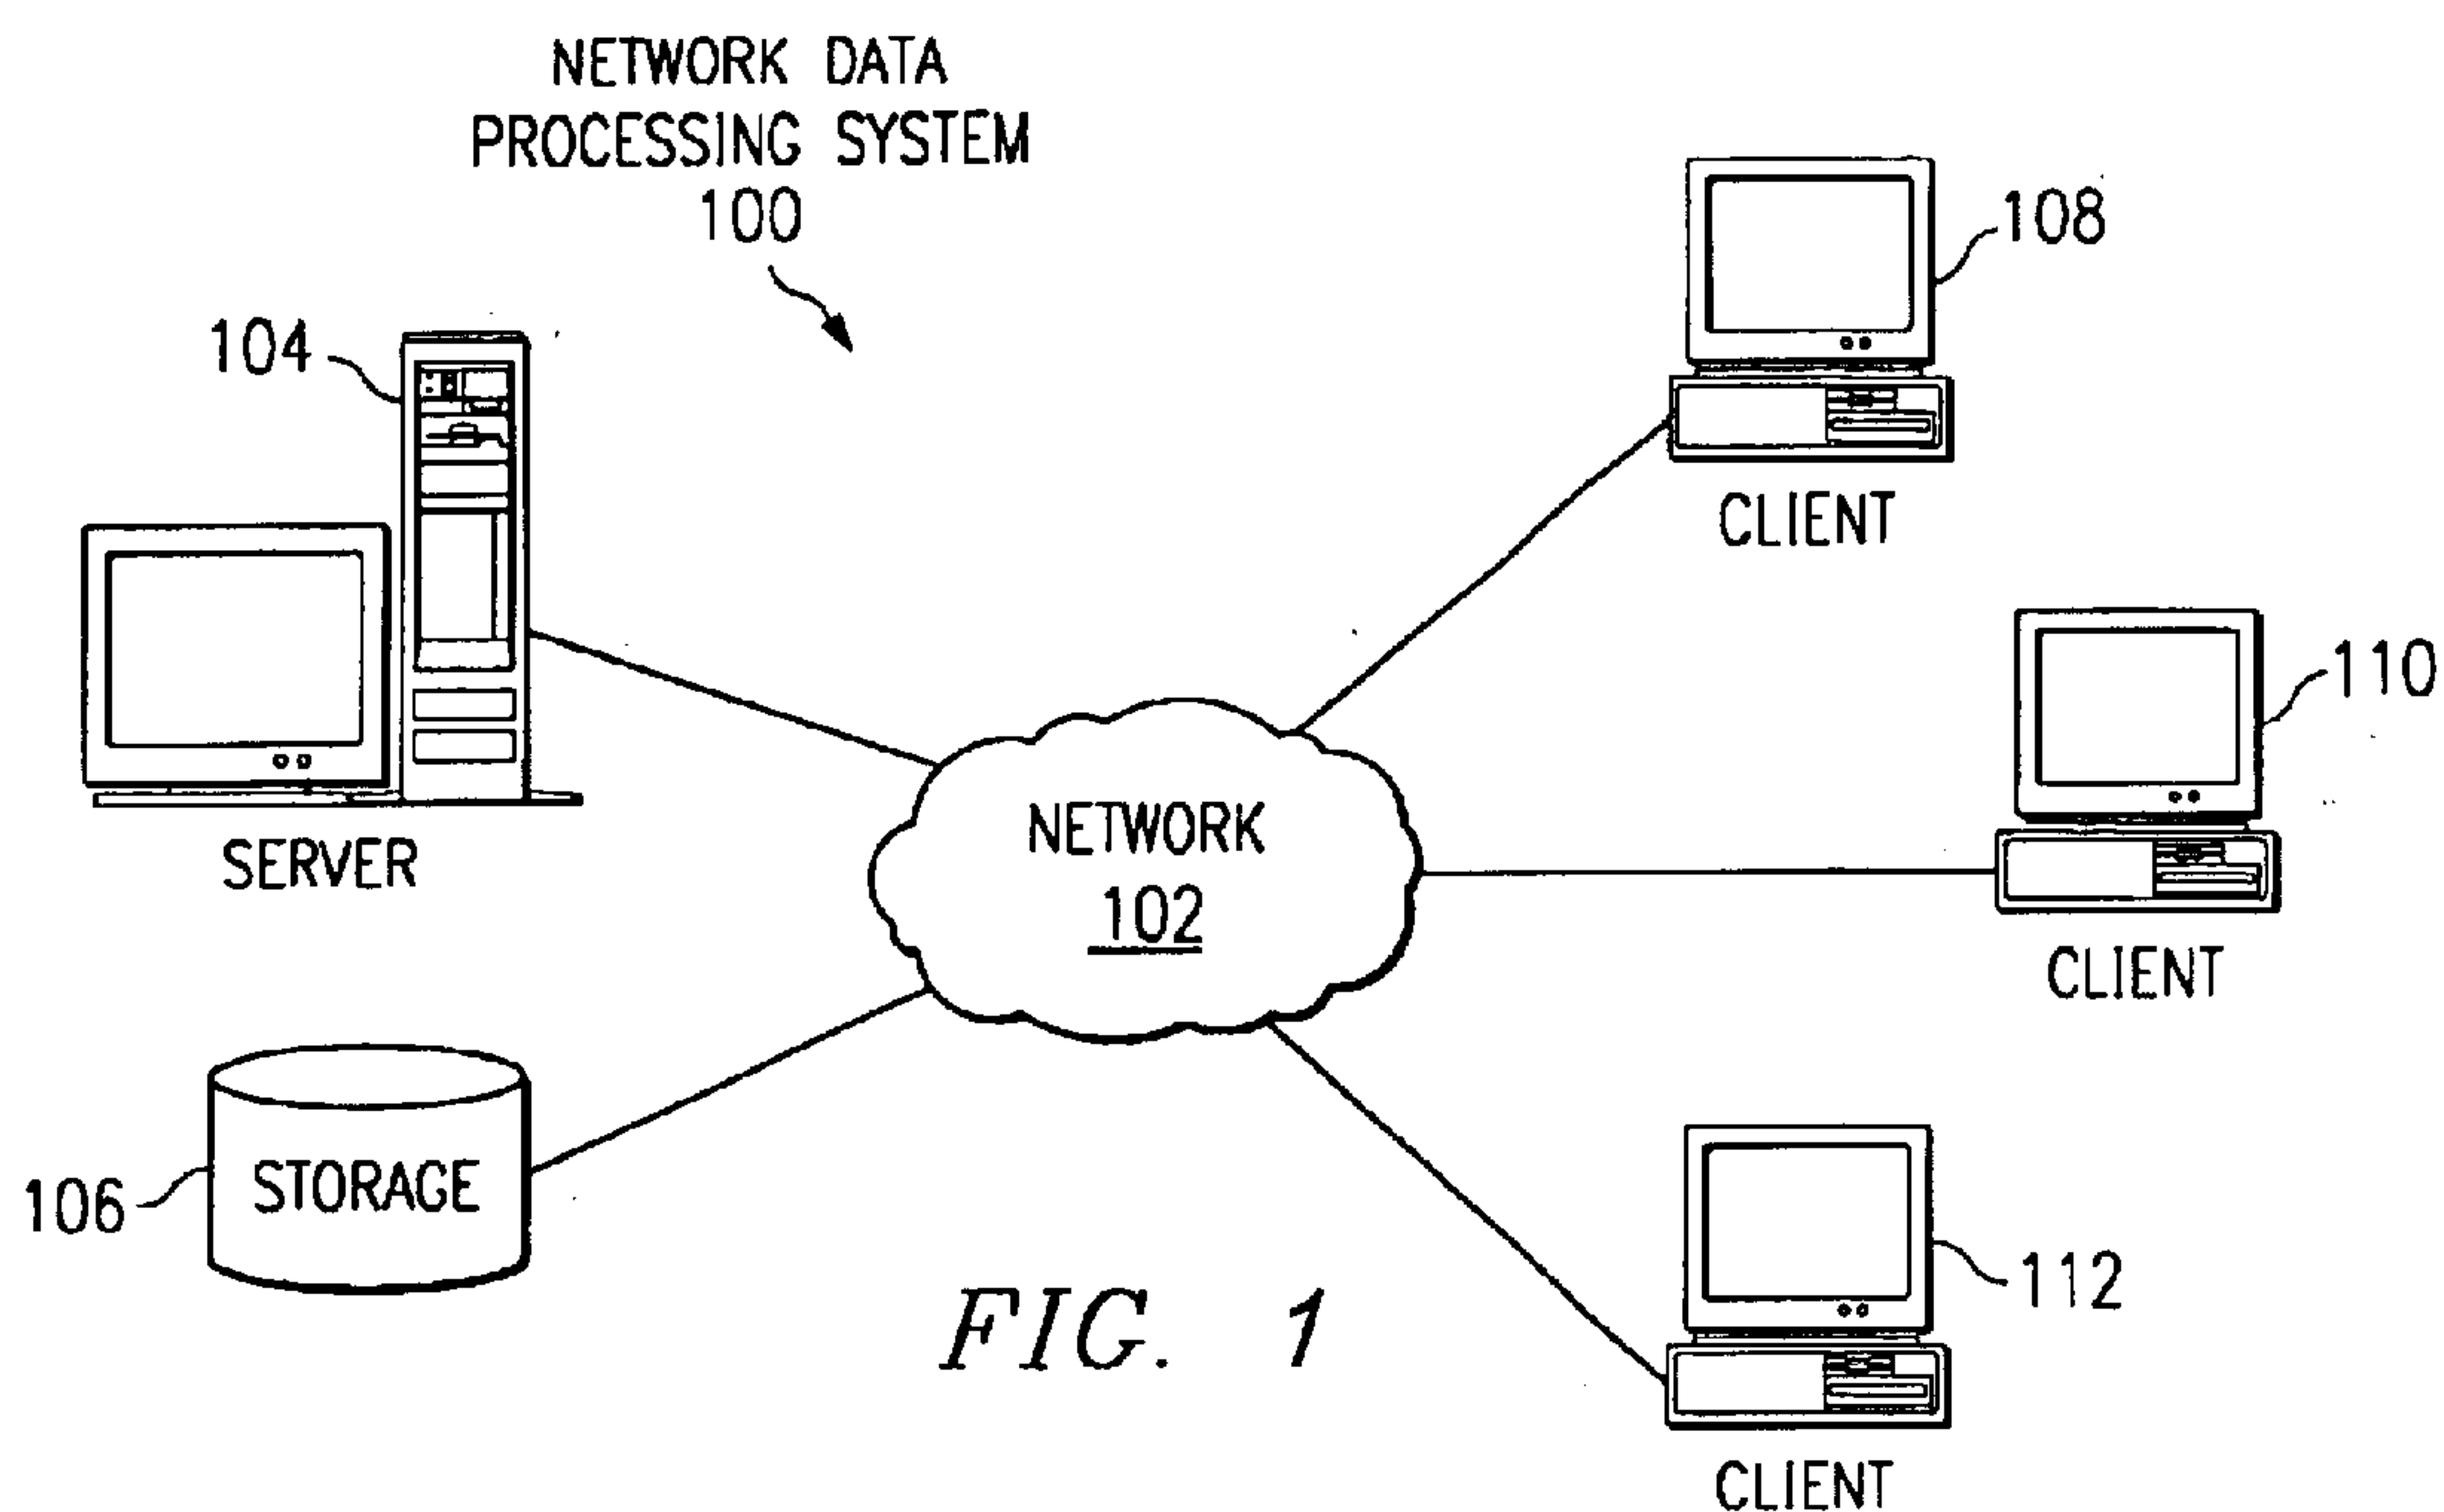 NETWORK DATA
PROCESSING SYSTEM
100
104
108
SERVER
CLIENT
110
NETWORK
102
CLIENT
106
STORAGE
112
CLIENT
FIG. 1